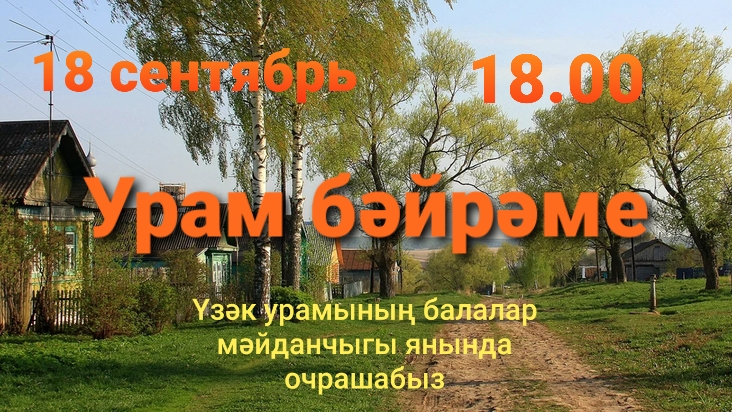 18 сентябрь 18.00
Урам бәйрәме
Үзәк урамының балалар
мәйданчыгы янында
очрашабыз